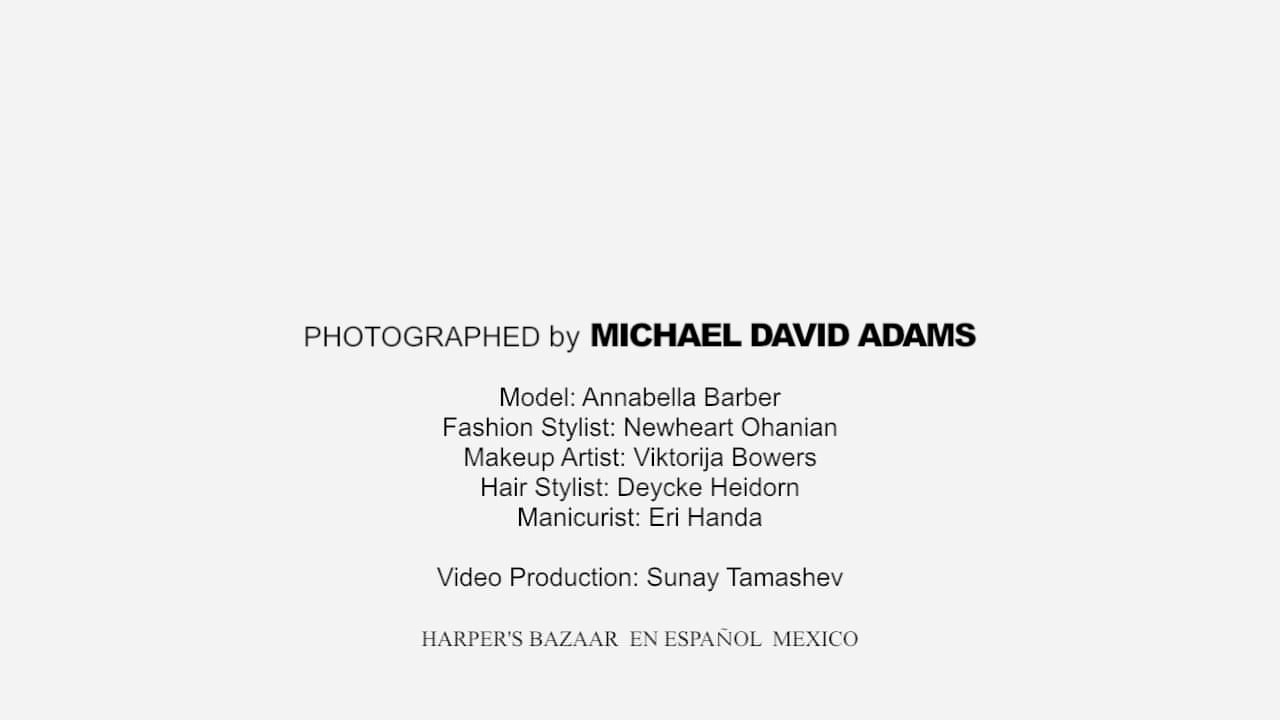 PHOTOGRAPHED by MICHAEL DAVID ADAMS
Model: Annabella Barber
Fashion Stylist: Newheart Ohanian
Makeup Artist: Viktorija Bowers
Hair Stylist: Deycke Heidorn
Manicurist: Eri Handa
Video Production: Sunay Tamashev
HARPER'S BAZAAR EN ESPAÑOL MEXICO